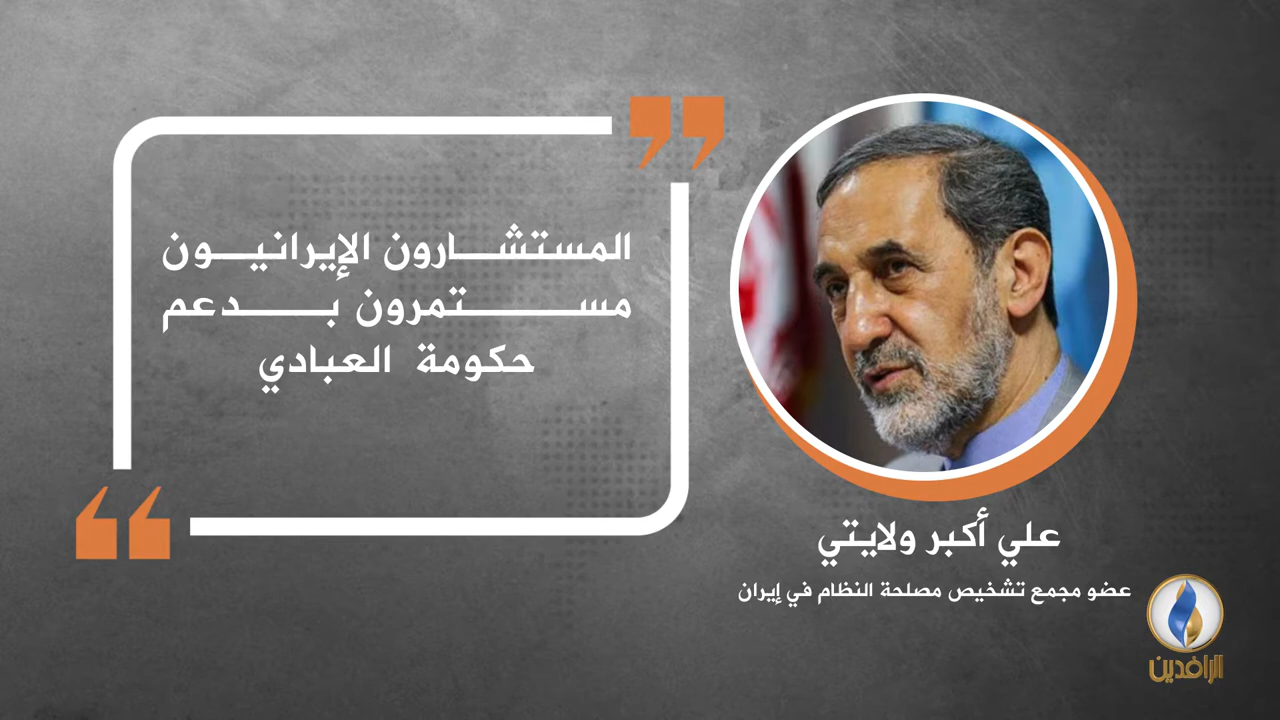 المستشارون الإيرانيون
مستمرون بدعم
حكومة العبادي
علي أكبر ولايتي
عضو مجمع تشخيص مصلحة النظام في إيران
الرافدين